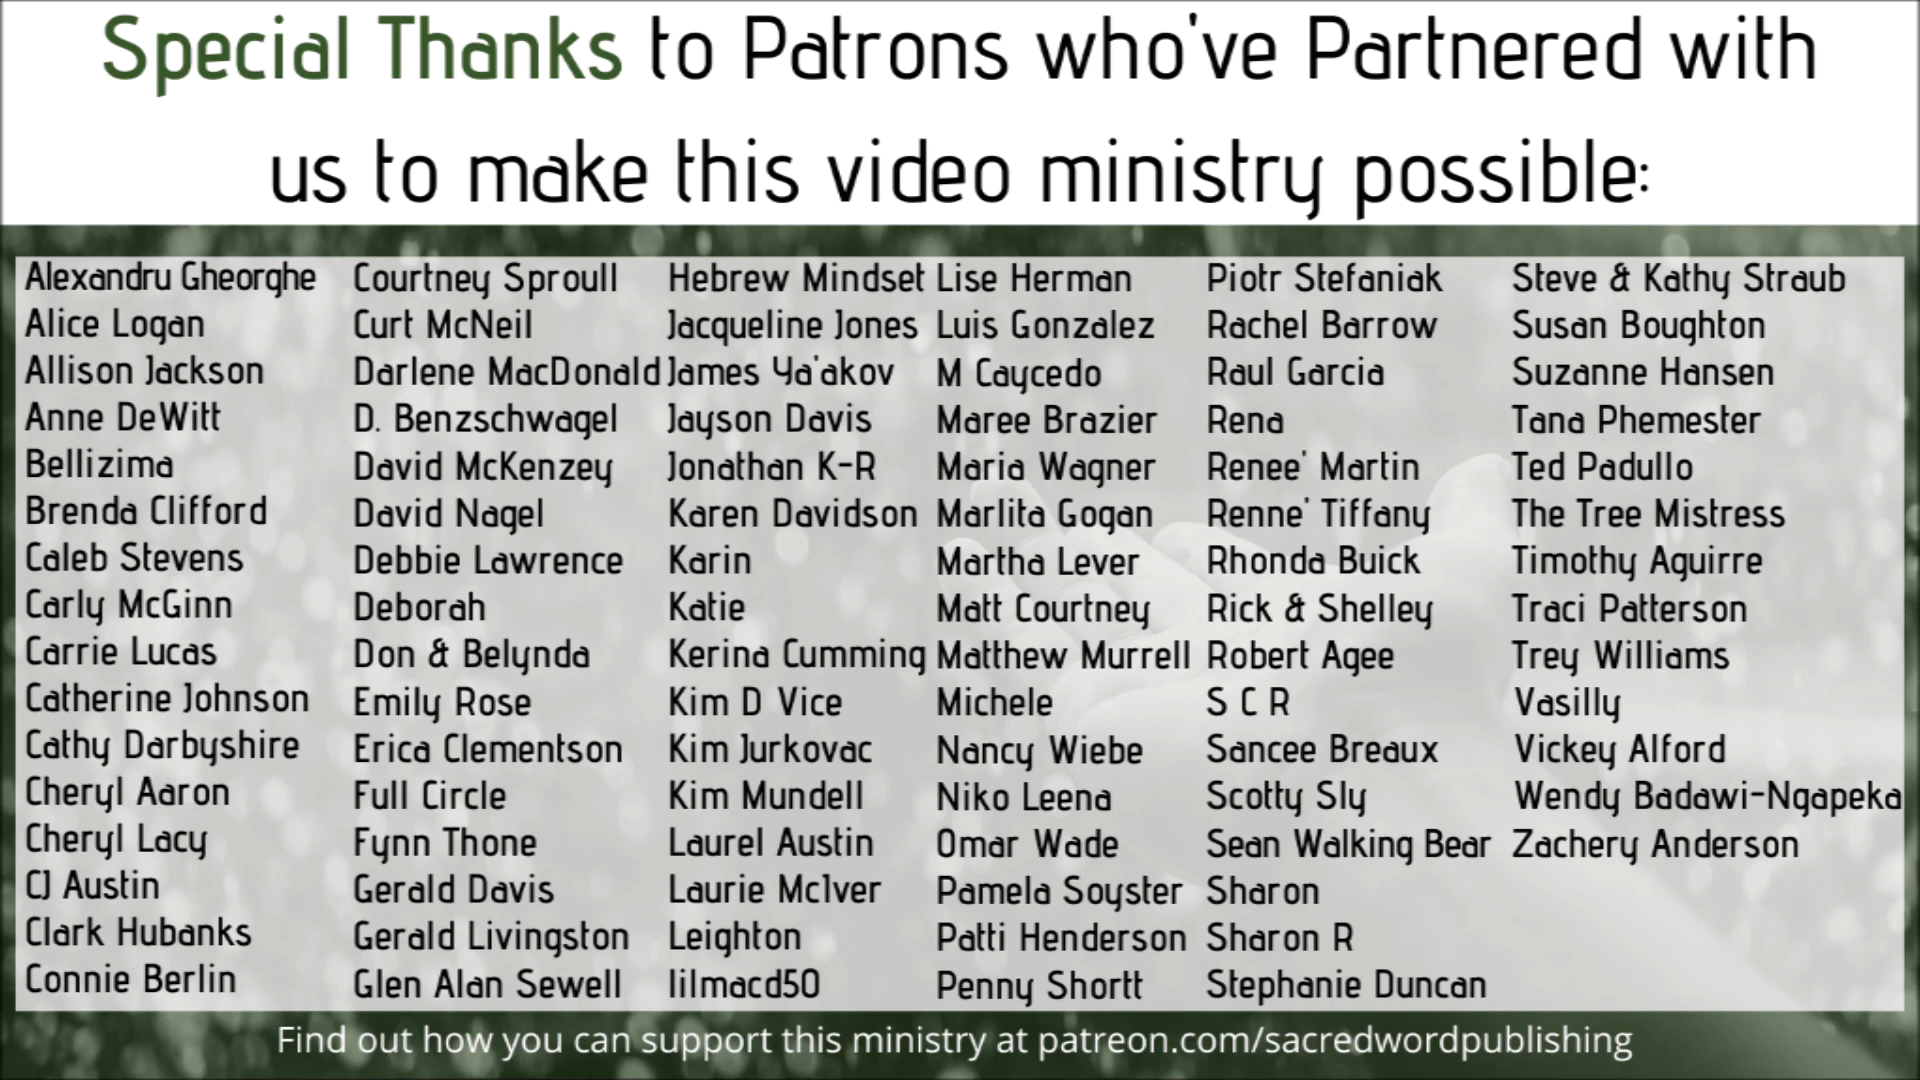 Special Thanks to Patrons who've Partnered with
us to make this video ministry possible:
Alexandru Gheorghe
Alice Logan
Allison Jackson
Anne DeWitt
Bellizima
Brenda Clifford
Caleb Stevens
Carly McGinn
Carrie Lucas
Catherine Johnson
Cathy Darbyshire
Cheryl Aaron
Cheryl Lacy
CJ Austin
Clark Hubanks
Connie Berlin
Courtney Sproull
Curt McNeil
Darlene MacDonald
D. Benzschwagel
David McKenzey
David Nagel
Debbie Lawrence
Deborah
Don & Belynda
Emily Rose
Erica Clementson
Full Circle
Fynn Thone
Gerald Davis
Gerald Livingston
Glen Alan Sewell
Hebrew Mindset
Jacqueline Jones
James Ya'akov
Jayson Davis
Jonathan K-R
Karen Davidson
Karin
Katie
Kerina Cumming
Kim D Vice
Kim Jurkovac
Kim Mundell
Laurel Austin
Laurie McIver
Leighton
lilmacd50
Lise Herman
Luis Gonzalez
M Caycedo
Maree Brazier
Maria Wagner
Marlita Gogan
Martha Lever
Matt Courtney
Matthew Murrell
Michele
Nancy Wiebe
Niko Leena
Omar Wade
Pamela Soyster
Patti Henderson
Penny Shortt
Piotr Stefaniak
Rachel Barrow
Raul Garcia
Rena
Renee' Martin
Renne' Tiffany
Rhonda Buick
Rick & Shelley
Robert Agee
S C R
Sancee Breaux
Scotty Sly
Sean Walking Bear
Sharon
Sharon R
Stephanie Duncan
Steve & Kathy Straub
Susan Boughton
Suzanne Hansen
Tana Phemester
Ted Padullo
The Tree Mistress
Timothy Aguirre
Traci Patterson
Trey Williams
Vasilly
Vickey Alford
Wendy Badawi-Ngapeka
Zachery Anderson
Find out how you can support this ministry at patreon.com/sacredwordpublishing